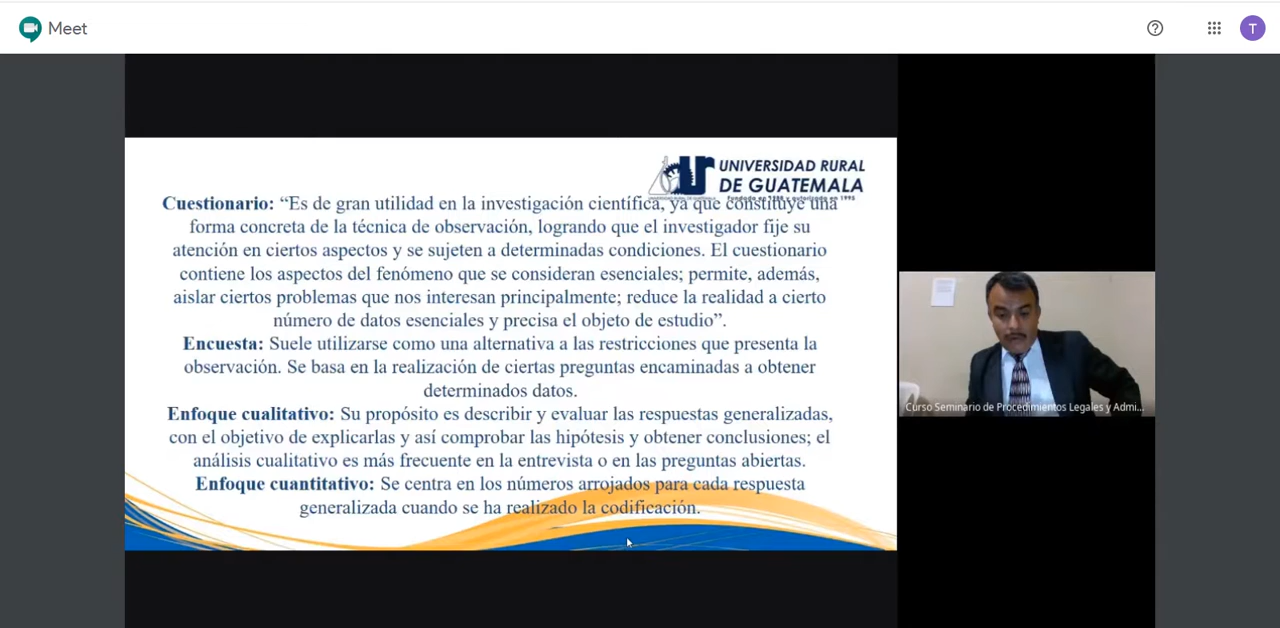 Meet
T
UNIVERSIDAD RURAL
DE GUATEMALA
Cuestionario: “Es de gran utilidad en la investigación científica, ya que constituye una
forma concreta de la técnica de observación, logrando que el investigador fije su
atención en ciertos aspectos y se sujeten a determinadas condiciones. El cuestionario
contiene los aspectos del fenómeno que se consideran esenciales; permite, además,
aislar ciertos problemas que nos interesan principalmente; reduce la realidad a cierto
número de datos esenciales y precisa el objeto de estudio”.
Encuesta: Suele utilizarse como una alternativa a las restricciones que presenta la
observación. Se basa en la realización de ciertas preguntas encaminadas a obtener
determinados datos.
Enfoque cualitativo: Su propósito es describir y evaluar las respuestas generalizadas,
con el objetivo de explicarlas y así comprobar las hipótesis y obtener conclusiones; el
análisis cualitativo es más frecuente en la entrevista o en las preguntas abiertas.
Enfoque cuantitativo: Se centra en los números arrojados para cada respuesta
generalizada cuando se ha realizado la codificación.
Curso Seminario de Procedimientos Legales y Admi...